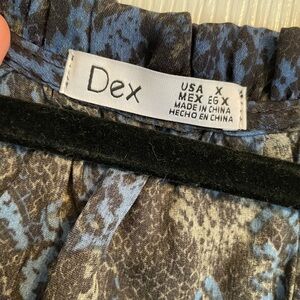 Dex
USA X
MEX EG X
MADE IN CHINA
HECHO EN CHINA